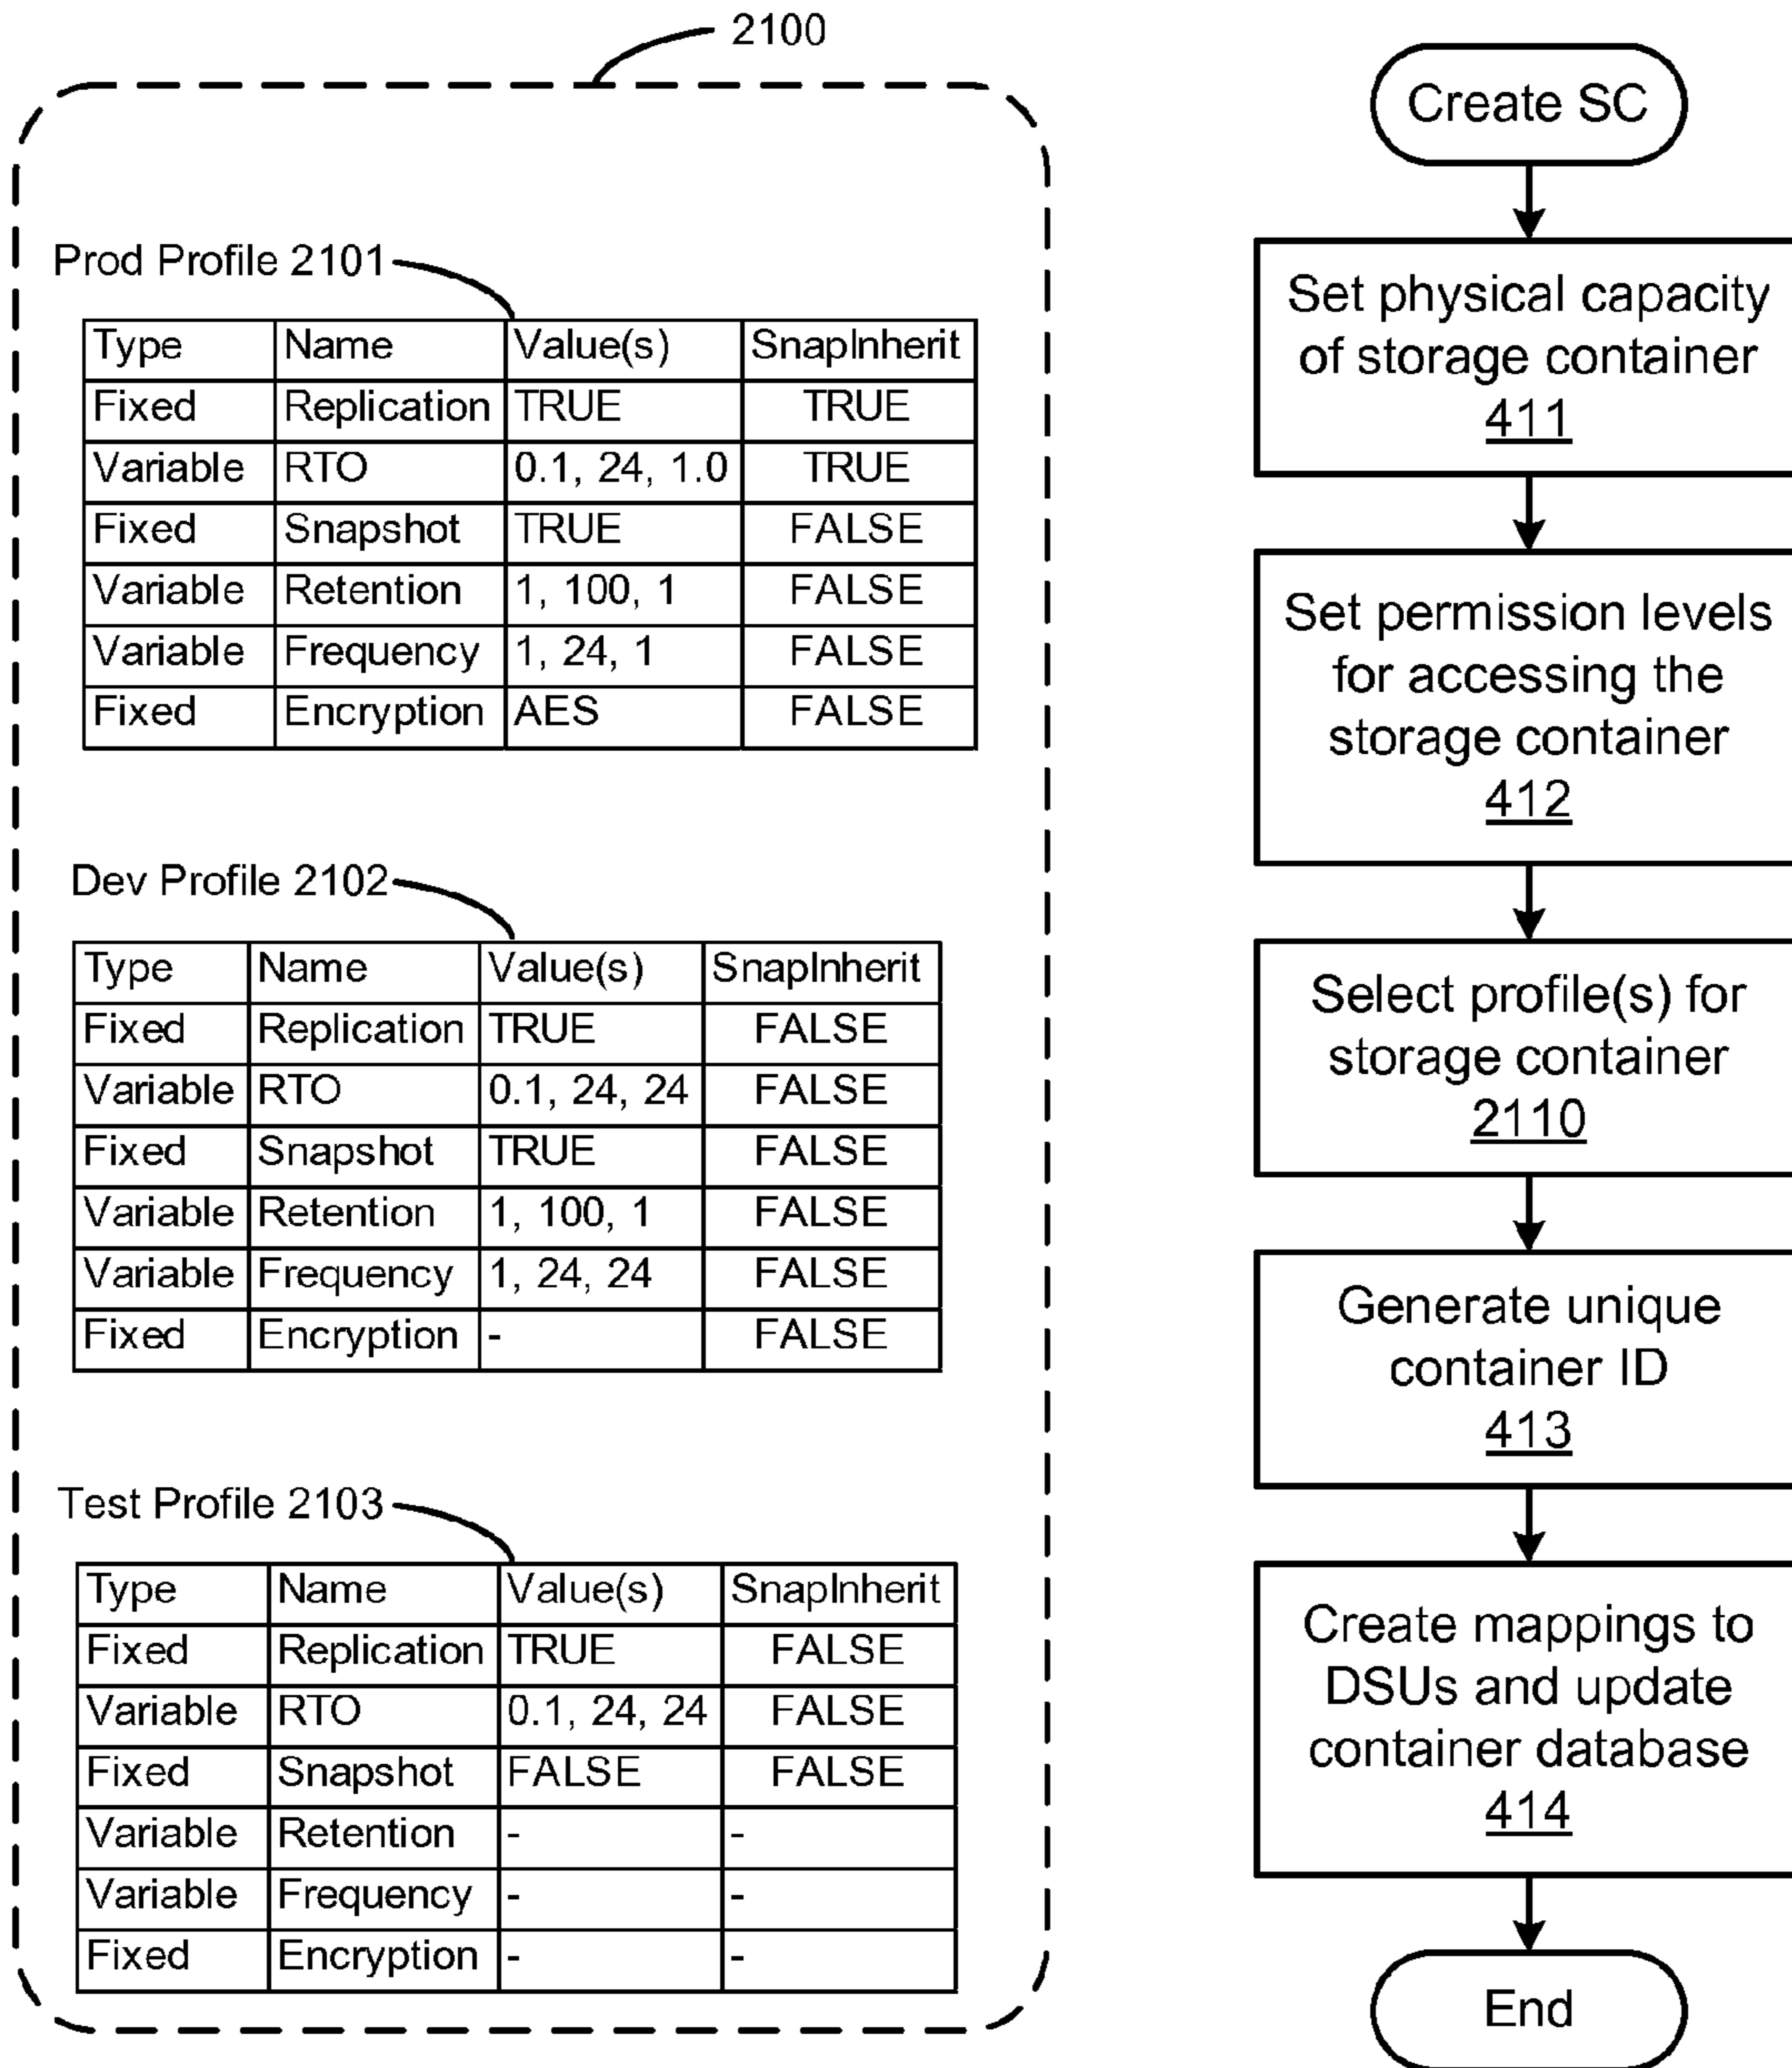 2100
Prod Profile 2101
Type Name Value(s) SnapInherit
Fixed Replication TRUE TRUE
Variable RTO 0.1, 24, 1.0 TRUE
Fixed Snapshot TRUE FALSE
Variable Retention 1, 100, 1 FALSE
Variable Frequency 1, 24, 1 FALSE
Fixed Encryption AES FALSE
Dev Profile 2102
Type Name Value(s) SnapInherit
Fixed Replication TRUE FALSE
Variable RTO 0.1, 24, 24 FALSE
Fixed Snapshot TRUE FALSE
Variable Retention 1, 100, 1 FALSE
Variable Frequency 1, 24, 24 FALSE
Fixed Encryption - FALSE
Test Profile 2103
Type Name Value(s) SnapInherit
Fixed Replication TRUE FALSE
Variable RTO 0.1, 24, 24 FALSE
Fixed Snapshot FALSE FALSE
Variable Retention - -
Variable Frequency - -
Fixed Encryption - -
Create SC
Set physical capacity
of storage container
411
Set permission levels
for accessing the
storage container
412
Select profile(s) for
storage container
2110
Generate unique
container ID
413
Create mappings to
DSUs and update
container database
414
End